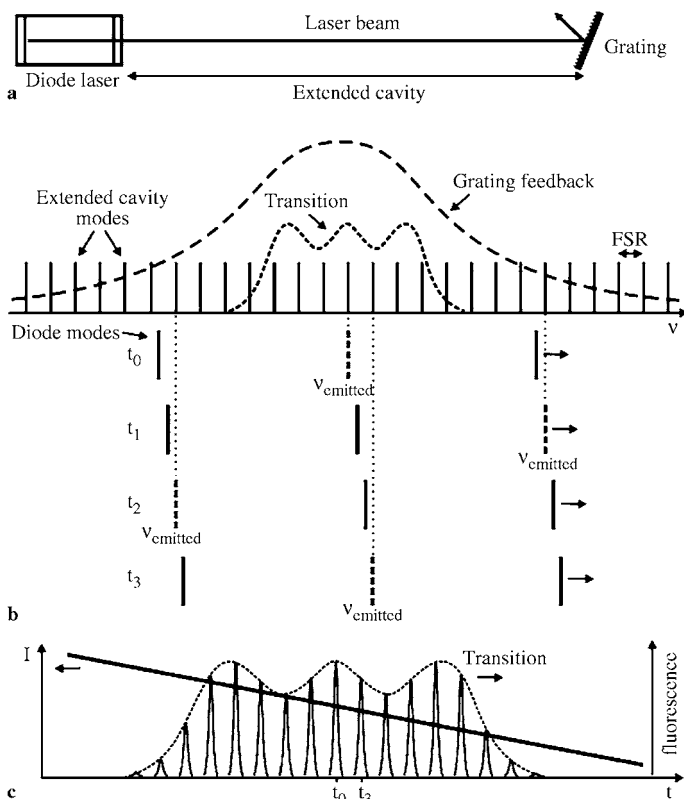 Laser beam
Grating
Diode laser
Extended cavity
a
Grating feedback
Transition
Extended cavity
modes
FSR
ν
Diode modes
t0
νemitted
t1
νemitted
t2
νemitted
t3
νemitted
b
I
Transition
fluorescence
c
t0 t3
t